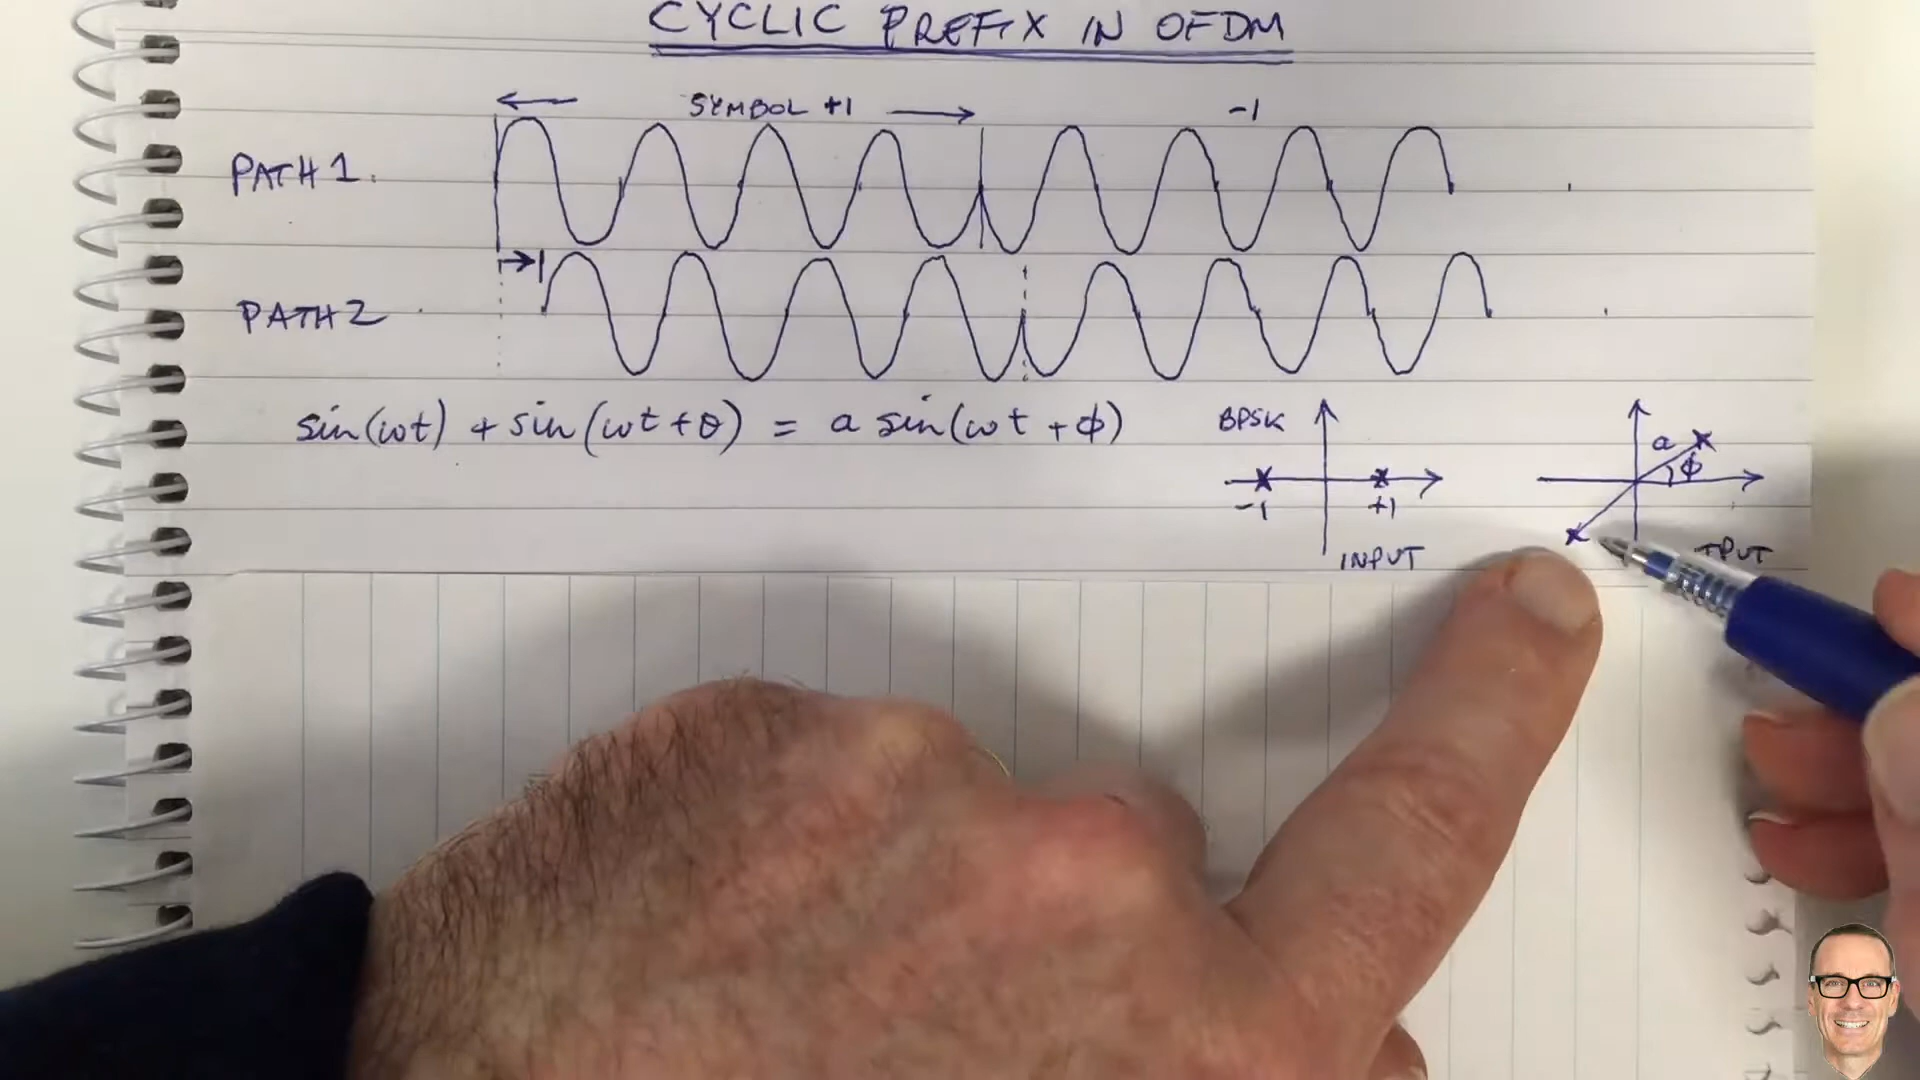 CYCLIC PREFIX IN OFDM
SYMBOL +1
-1
PATH 1
PATH 2
sin(ωt) + sin(ωt + θ) = a sin(ωt + ϕ)
BPSK
a
ϕ
-1
+1
INPUT